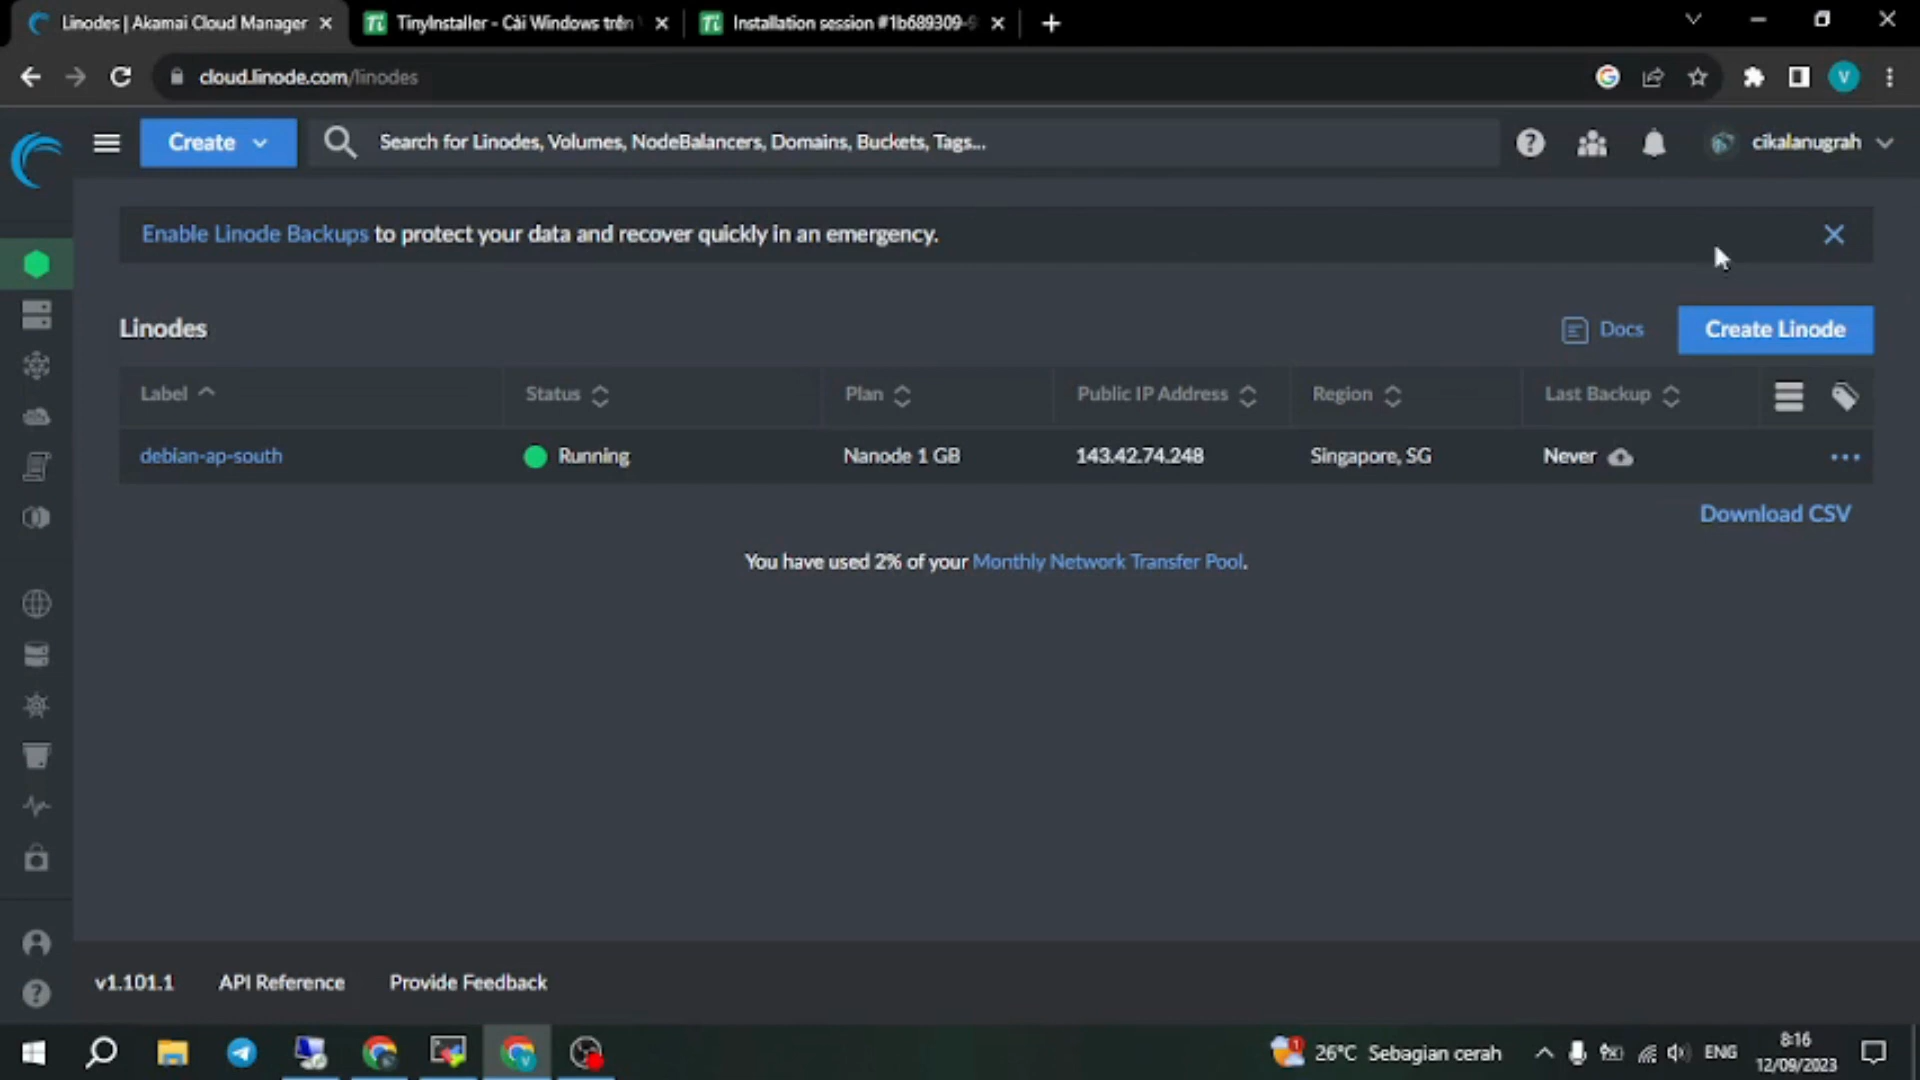 Linodes | Akamai Cloud Manager
TinyInstaller - Cài Windows trên
Installation session #1b689309-9
cloud.linode.com/linodes
V
Create
Search for Linodes, Volumes, NodeBalancers, Domains, Buckets, Tags...
cikalanugrah
Enable Linode Backups to protect your data and recover quickly in an emergency.
Linodes
Docs
Create Linode
Label
Status
Plan
Public IP Address
Region
Last Backup
debian-ap-south
Running
Nanode 1 GB
143.42.74.248
Singapore, SG
Never
Download CSV
You have used 2% of your Monthly Network Transfer Pool.
v1.101.1
API Reference
Provide Feedback
1
26°C Sebagian cerah
ENG
8:16
12/09/2023